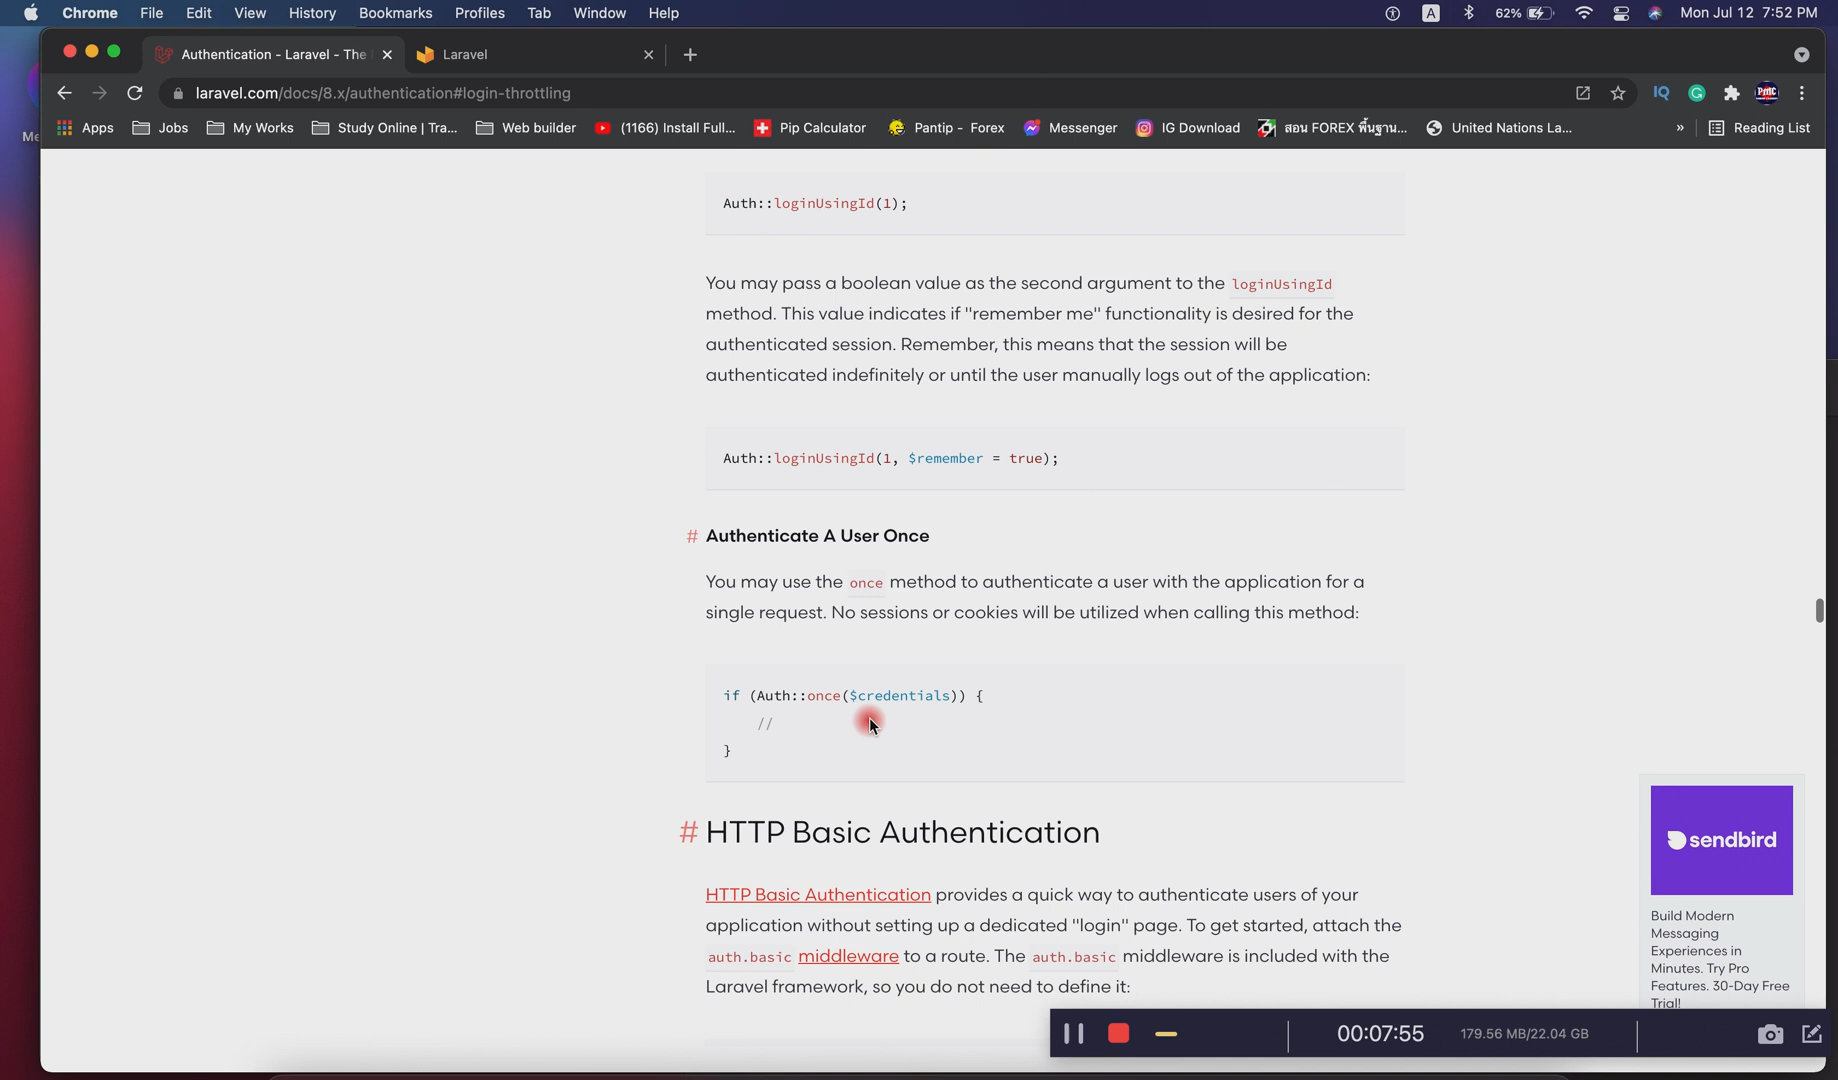 Chrome File Edit View History Bookmarks Profiles Tab Window Help
A 62% Mon Jul 12 7:52 PM
Authentication - Laravel - The
Laravel
laravel.com/docs/8.x/authentication#login-throttling
IQ G
Apps Jobs My Works Study Online | Tra... Web builder (1166) Install Full... Pip Calculator Pantip - Forex Messenger IG Download สอน FOREX พื้นฐาน... United Nations La... » Reading List
Me
Auth::loginUsingId(1);
You may pass a boolean value as the second argument to the loginUsingId
method. This value indicates if "remember me" functionality is desired for the
authenticated session. Remember, this means that the session will be
authenticated indefinitely or until the user manually logs out of the application:
Auth::loginUsingId(1, $remember = true);
# Authenticate A User Once
You may use the once method to authenticate a user with the application for a
single request. No sessions or cookies will be utilized when calling this method:
if (Auth::once($credentials)) {
//
}
# HTTP Basic Authentication
HTTP Basic Authentication provides a quick way to authenticate users of your
application without setting up a dedicated "login" page. To get started, attach the
auth.basic middleware to a route. The auth.basic middleware is included with the
Laravel framework, so you do not need to define it:
sendbird
Build Modern
Messaging
Experiences in
Minutes. Try Pro
Features. 30-Day Free
Trial!
00:07:55 179.56 MB/22.04 GB